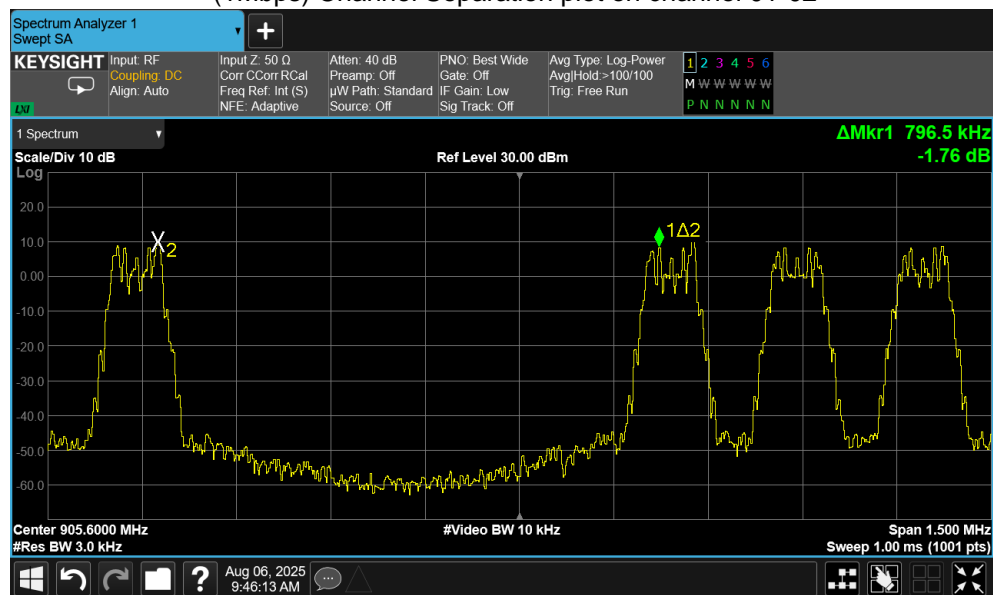 Spectrum Analyzer 1
Swept SA
+
KEYSIGHT
LXI
Input: RF
Coupling: DC
Align: Auto
Input Z: 50 Ω
Corr CCorr RCal
Freq Ref: Int (S)
NFE: Adaptive
Atten: 40 dB
Preamp: Off
µW Path: Standard
Source: Off
PNO: Best Wide
Gate: Off
IF Gain: Low
Sig Track: Off
Avg Type: Log-Power
Avg|Hold:>100/100
Trig: Free Run
1 2 3 4 5 6
M W W W W W
P N N N N N
1 Spectrum
Scale/Div 10 dB
Ref Level 30.00 dBm
ΔMkr1 796.5 kHz
-1.76 dB
Log
20.0
10.0
0.00
-10.0
-20.0
-30.0
-40.0
-50.0
-60.0
X2
1Δ2
Center 905.6000 MHz
#Res BW 3.0 kHz
#Video BW 10 kHz
Span 1.500 MHz
Sweep 1.00 ms (1001 pts)
?
Aug 06, 2025
9:46:13 AM